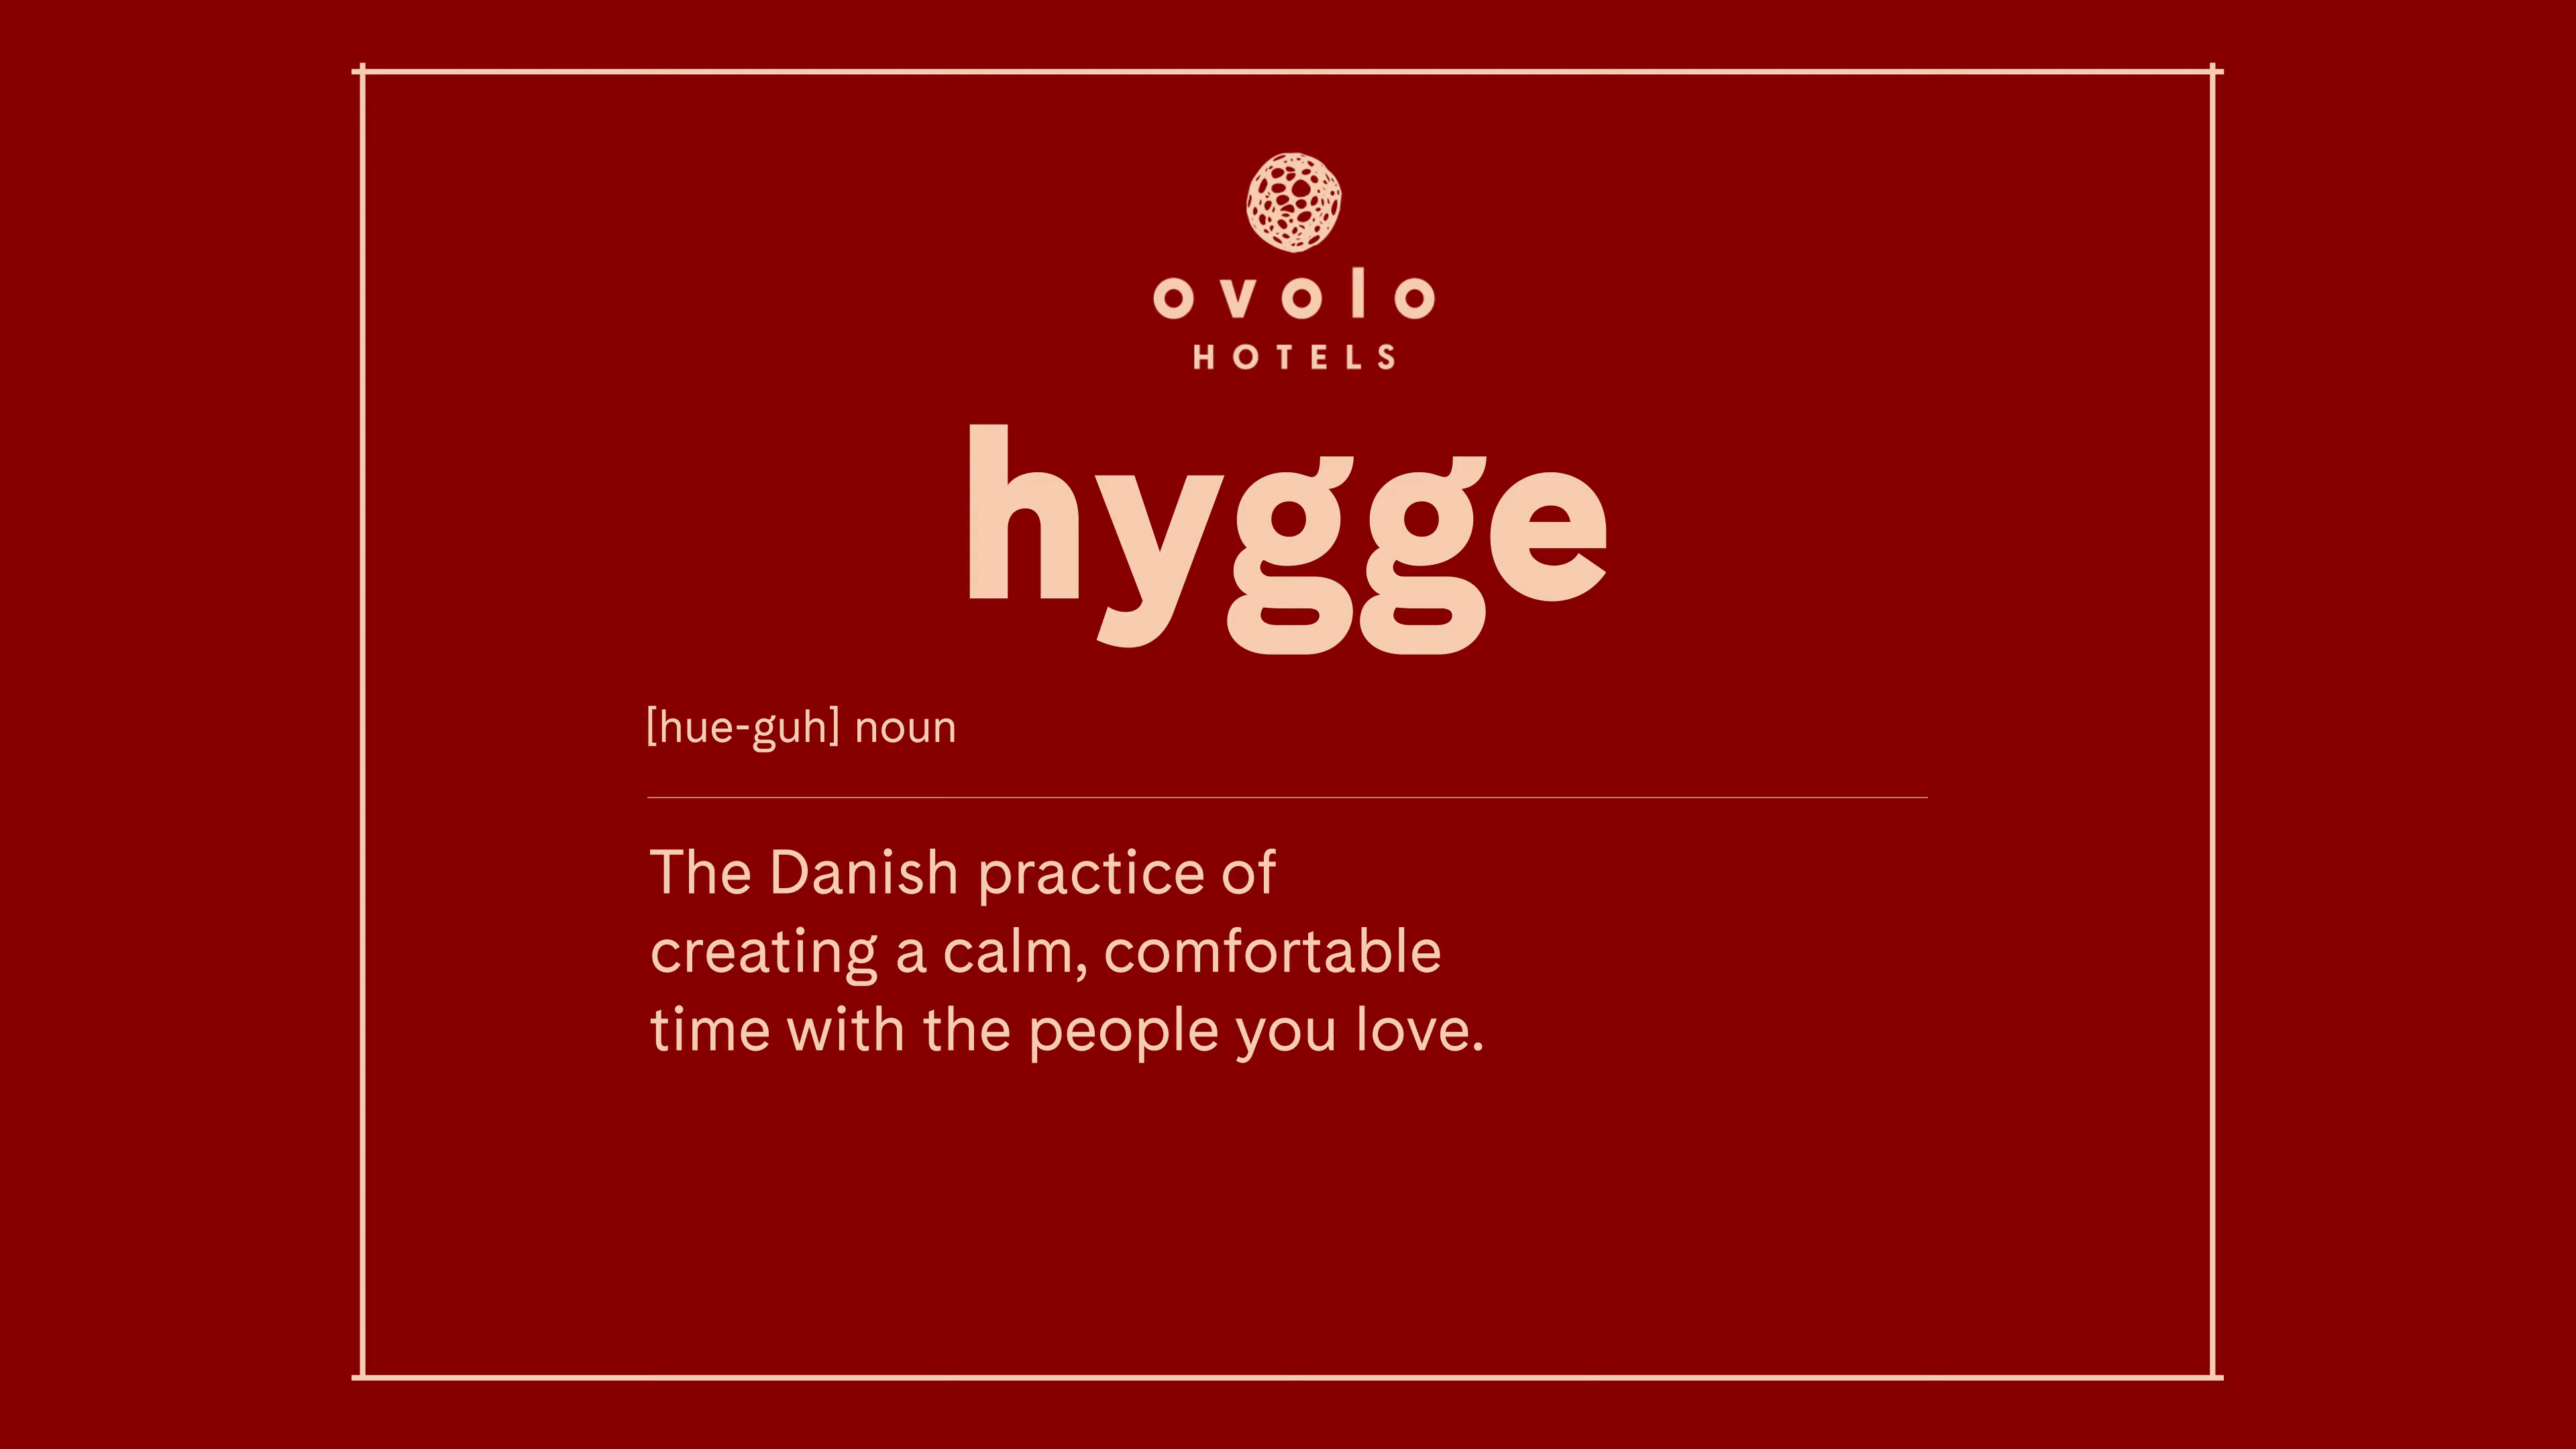 ovolo
HOTELS
hygge
[hue-guh] noun
The Danish practice of
creating a calm, comfortable
time with the people you love.